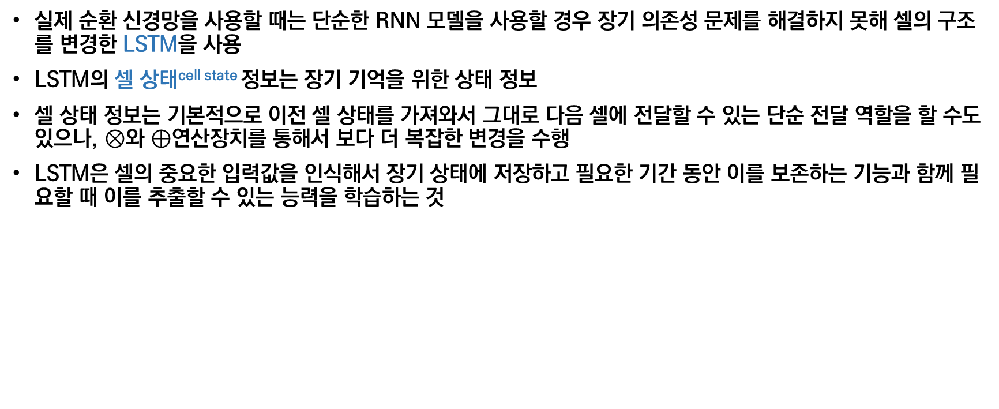 • 실제 순환 신경망을 사용할 때는 단순한 RNN 모델을 사용할 경우 장기 의존성 문제를 해결하지 못해 셀의 구조
를 변경한 LSTM을 사용
• LSTM의 셀 상태cell state 정보는 장기 기억을 위한 상태 정보
• 셀 상태 정보는 기본적으로 이전 셀 상태를 가져와서 그대로 다음 셀에 전달할 수 있는 단순 전달 역할을 할 수도
있으나, ⊗와 ⊕연산장치를 통해서 보다 더 복잡한 변경을 수행
• LSTM은 셀의 중요한 입력값을 인식해서 장기 상태에 저장하고 필요한 기간 동안 이를 보존하는 기능과 함께 필
요할 때 이를 추출할 수 있는 능력을 학습하는 것